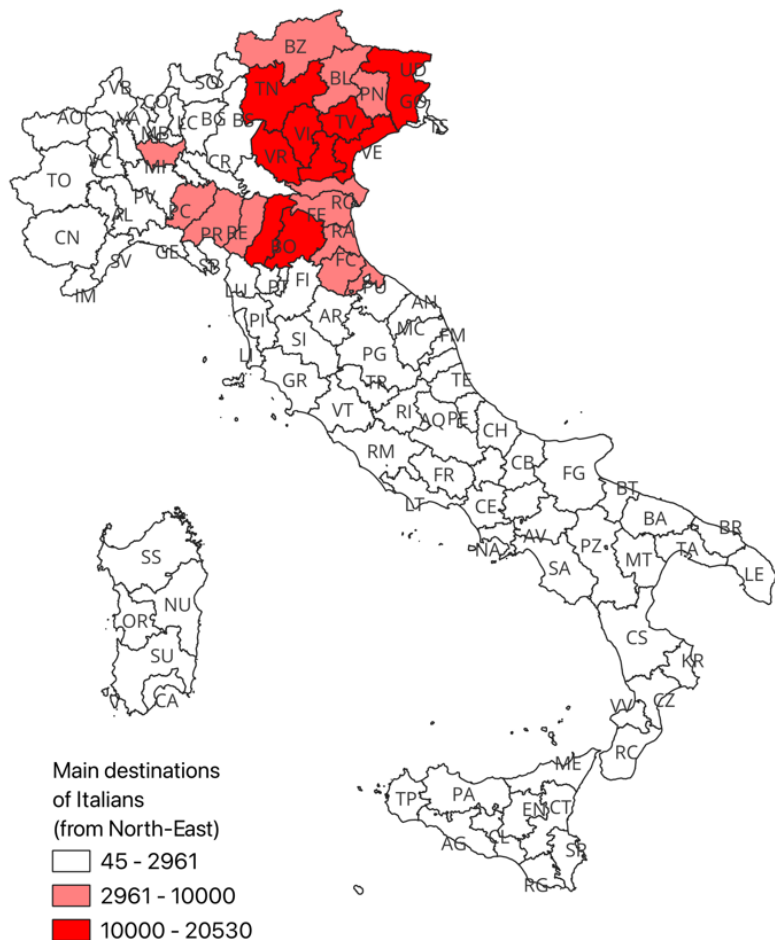 BZ
SO
BL
UD
VB
TN
PN
CO
GO
AO
VA
LC
BG
BS
TV
TS
MB
VI
VE
VC
MI
CR
VR
TO
PV
RO
PC
FE
AL
PR
RE
RA
CN
BO
GE
FC
SV
SP
PT
FI
PU
IM
LU
AN
PI
AR
MC
FM
SI
LI
PG
GR
TR
TE
VT
RI
AQ
PE
CH
RM
CB
FR
FG
BT
LT
CE
BA
BR
NA
AV
PZ
TA
SS
SA
MT
LE
NU
OR
CS
SU
KR
CA
VV
CZ
RC
ME
Main destinations
of Italians
(from North-East)
TP
PA
EN
CT
AG
CL
SR
RG
45 - 2961
2961 - 10000
10000 - 20530